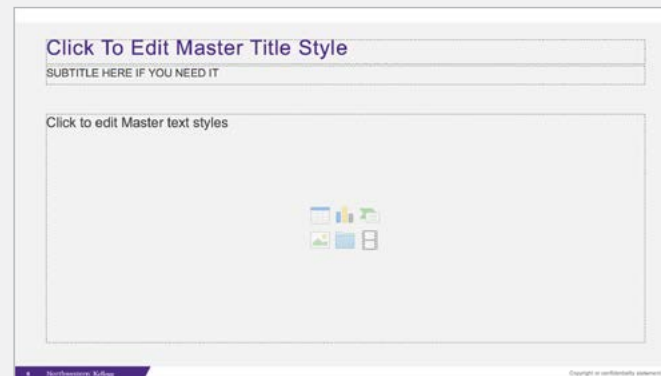 Click To Edit Master Title Style
SUBTITLE HERE IF YOU NEED IT
Click to edit Master text styles
Northwestern Kellogg
Copyright or confidentiality statement